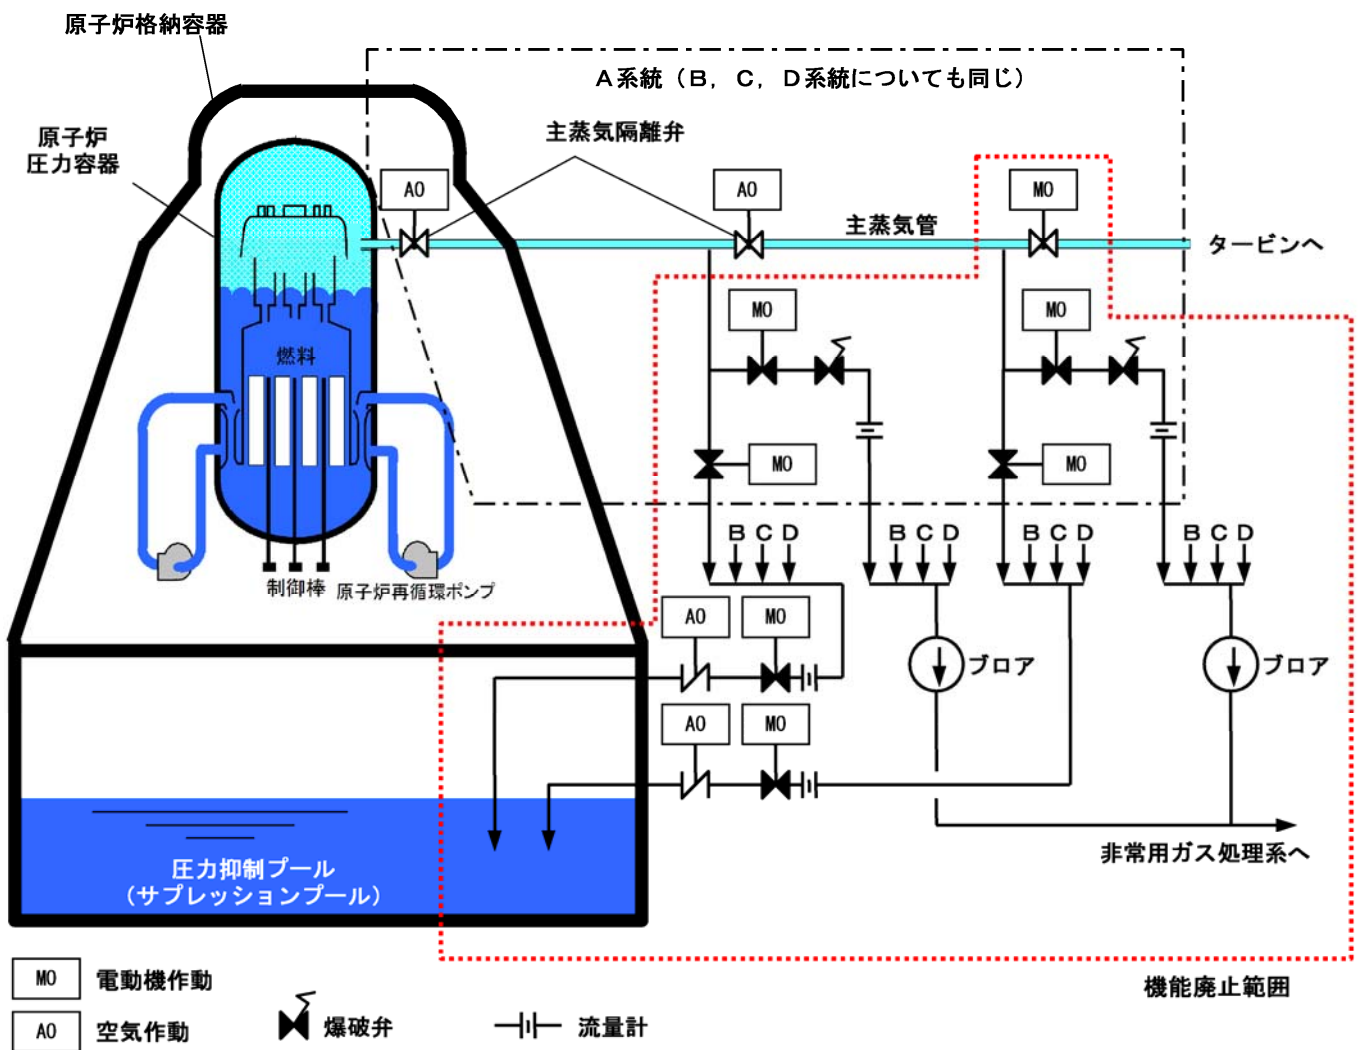 原子炉格納容器
A系統（B，C，D系統についても同じ）
原子炉
圧力容器
主蒸気隔離弁
AO
AO
MO
主蒸気管
タービンへ
MO
MO
燃料
MO
MO
B C D
B C D
B C D
B C D
制御棒
原子炉再循環ポンプ
AO
MO
ブロア
ブロア
AO
MO
圧力抑制プール
（サプレッションプール）
非常用ガス処理系へ
機能廃止範囲
MO 電動機作動
AO 空気作動
爆破弁
流量計